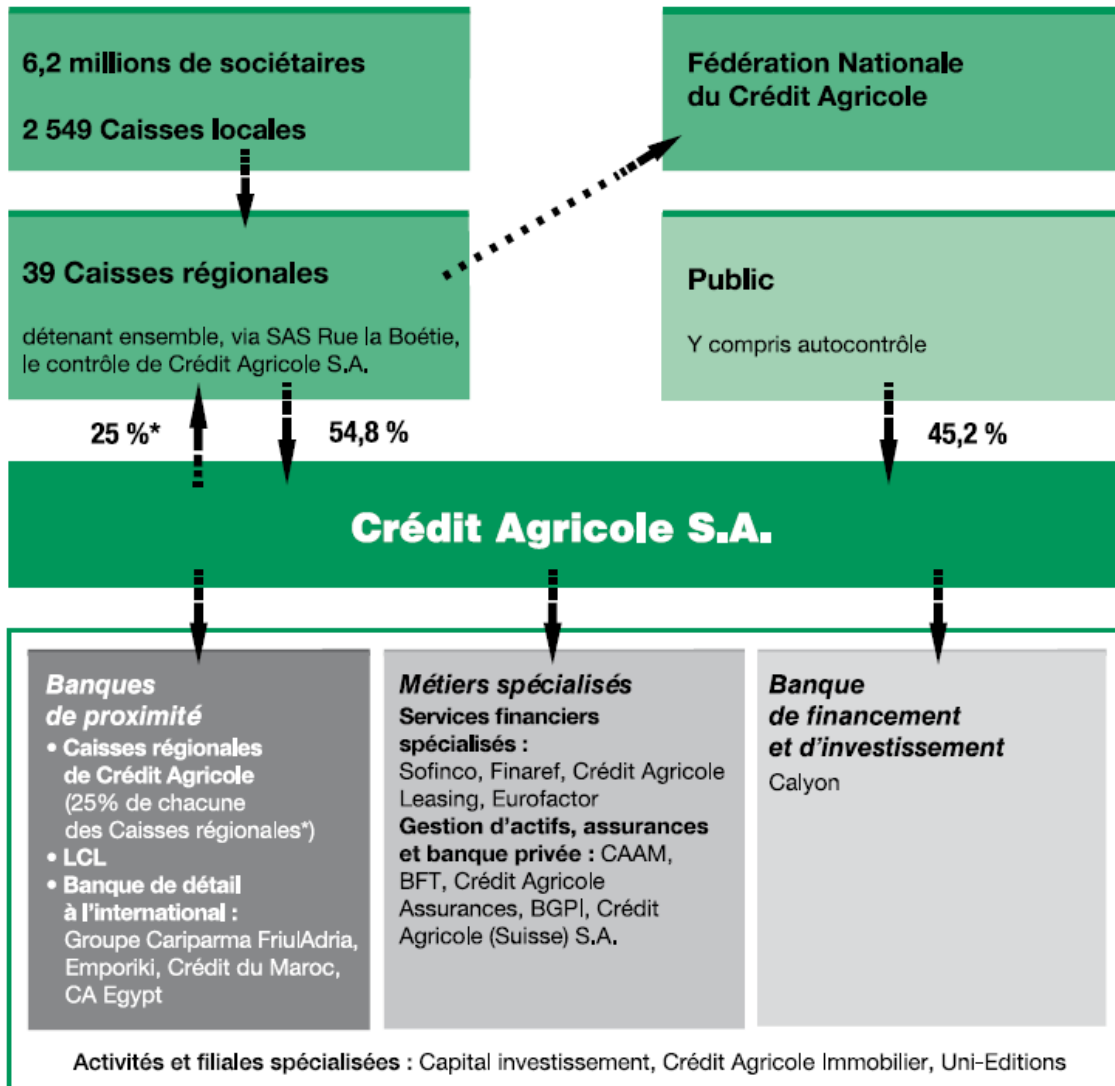 6,2 millions de sociétaires
2 549 Caisses locales
Fédération Nationale
du Crédit Agricole
39 Caisses régionales
détenant ensemble, via SAS Rue la Boétie,
le contrôle de Crédit Agricole S.A.
Public
Y compris autocontrôle
25 %*
54,8 %
45,2 %
Crédit Agricole S.A.
Banques
de proximité
• Caisses régionales
de Crédit Agricole
(25% de chacune
des Caisses régionales*)
• LCL
• Banque de détail
à l'international :
Groupe Cariparma FriulAdria,
Emporiki, Crédit du Maroc,
CA Egypt
Métiers spécialisés
Services financiers
spécialisés :
Sofinco, Finaref, Crédit Agricole
Leasing, Eurofactor
Gestion d'actifs, assurances
et banque privée : CAAM,
BFT, Crédit Agricole
Assurances, BGPI, Crédit
Agricole (Suisse) S.A.
Banque
de financement
et d'investissement
Calyon
Activités et filiales spécialisées : Capital investissement, Crédit Agricole Immobilier, Uni-Editions